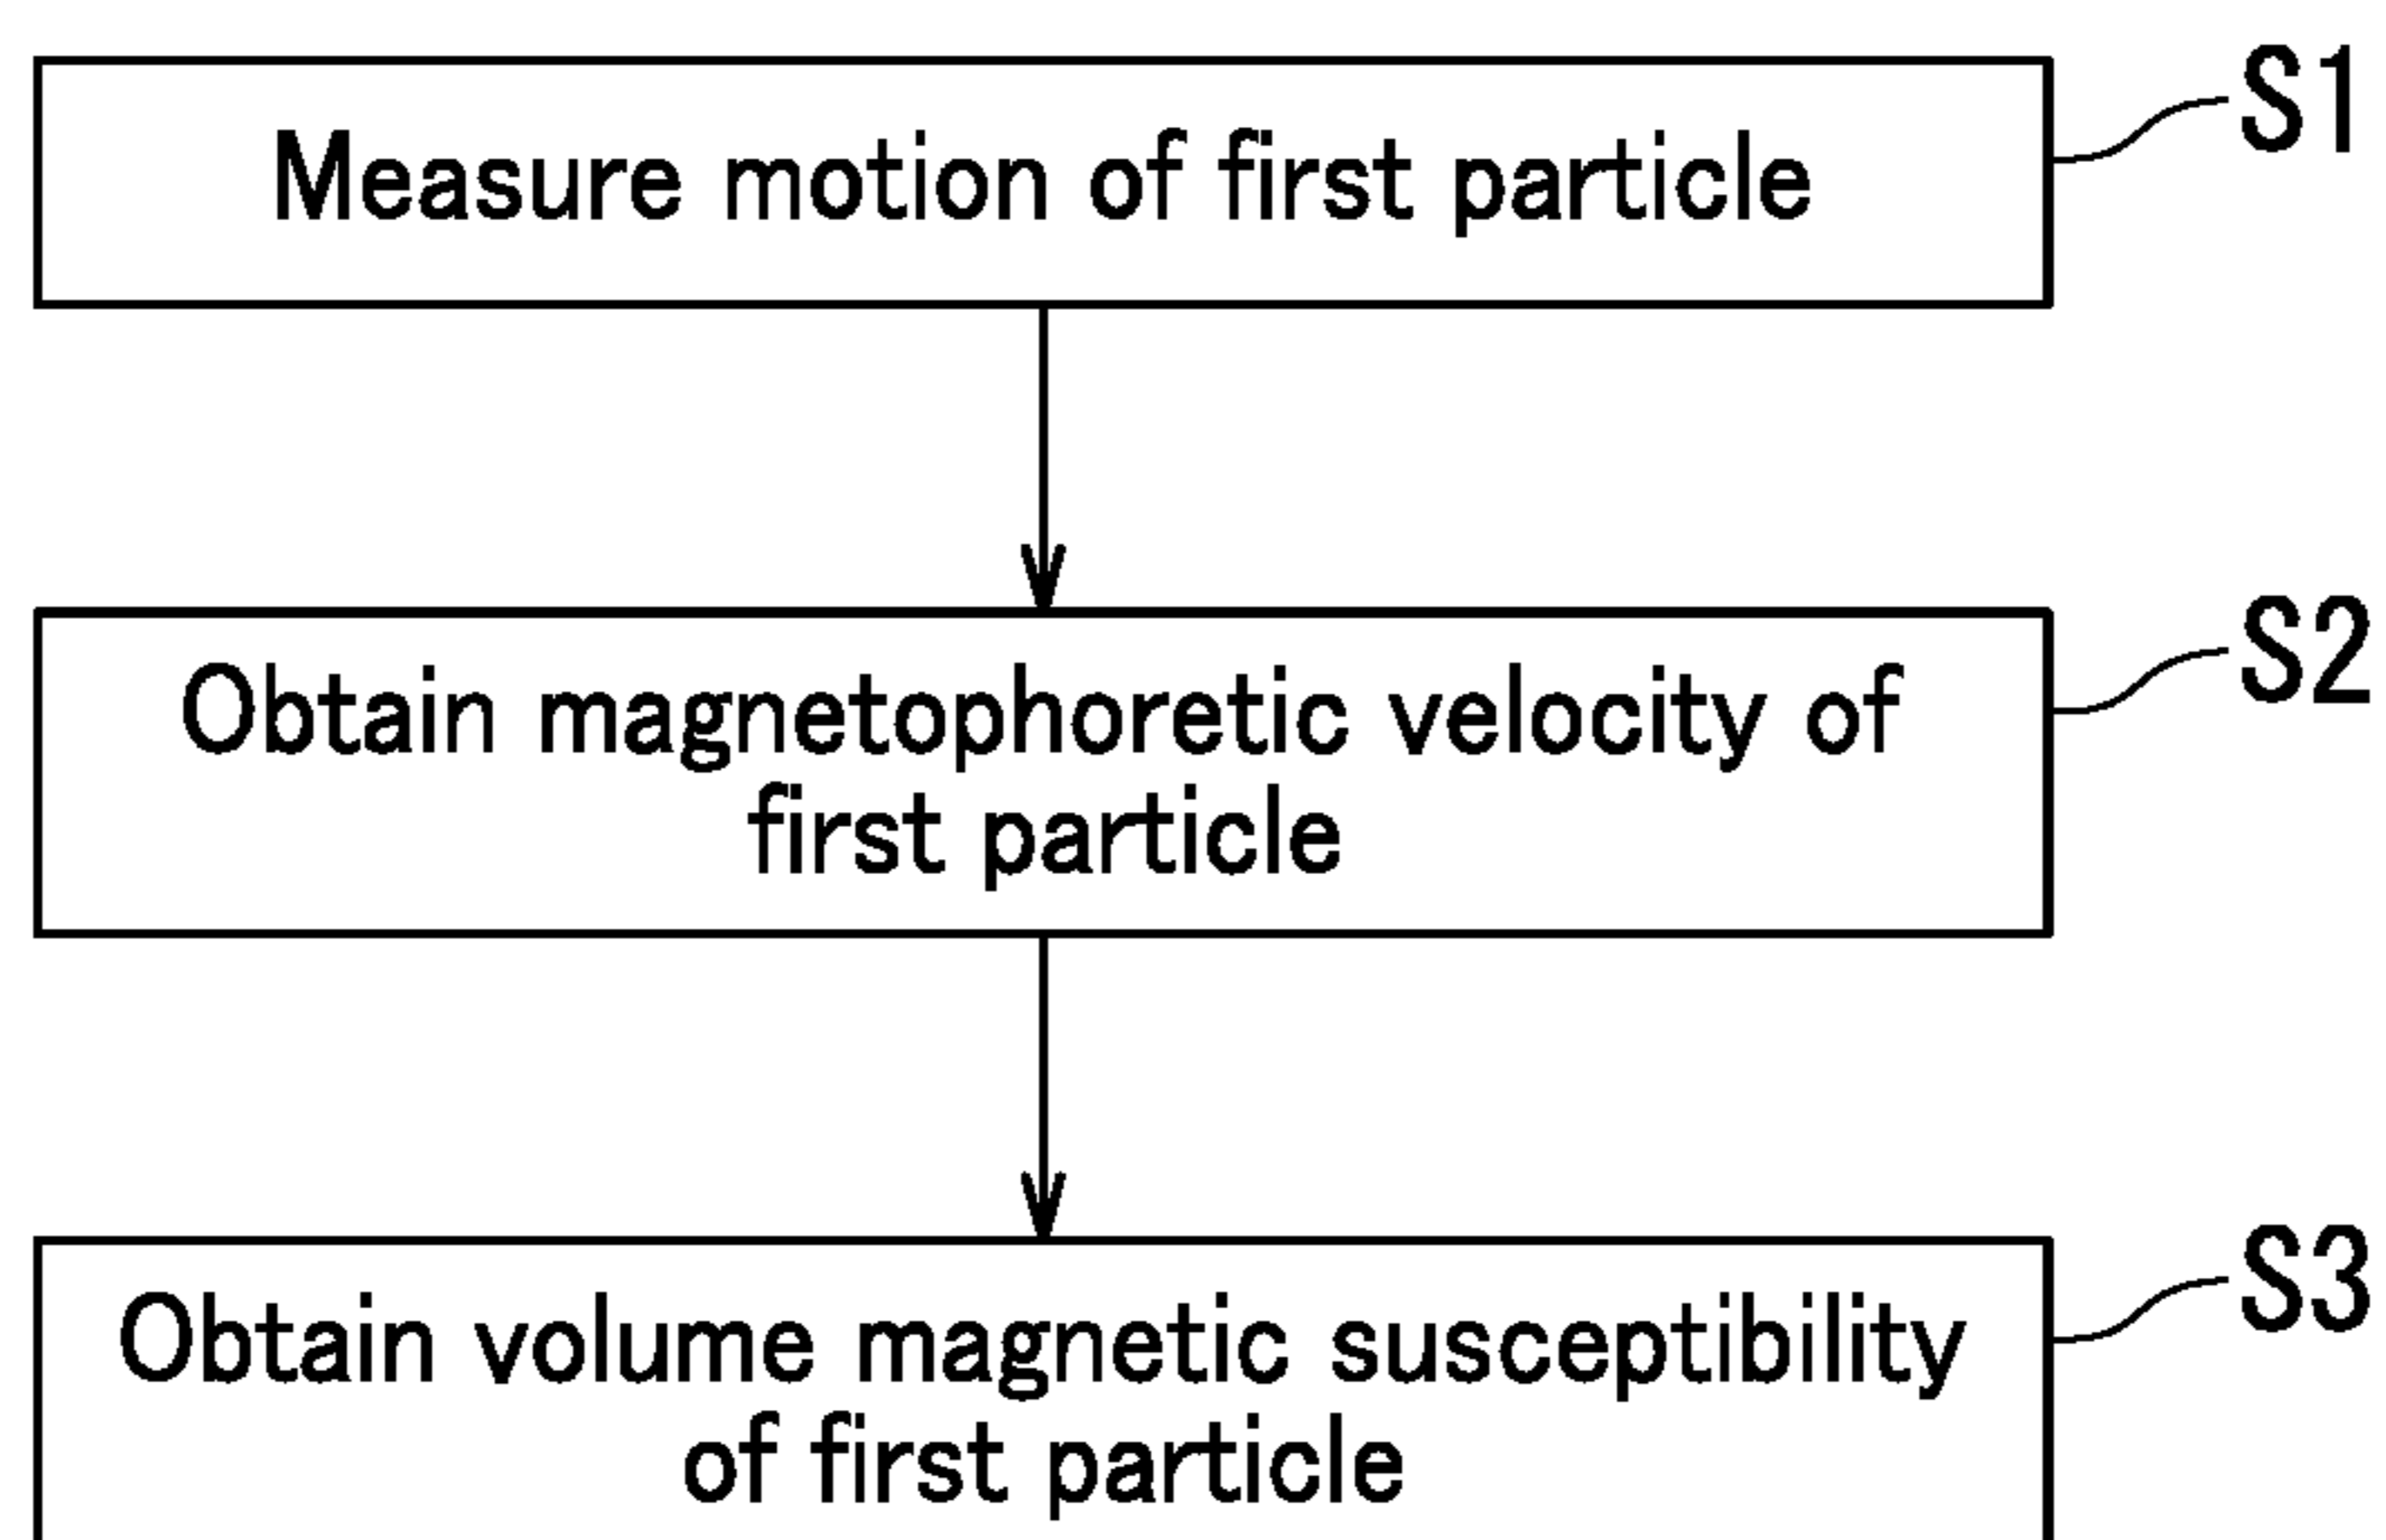 Measure motion of first particle
S1
Obtain magnetophoretic velocity of
first particle
S2
Obtain volume magnetic susceptibility
of first particle
S3